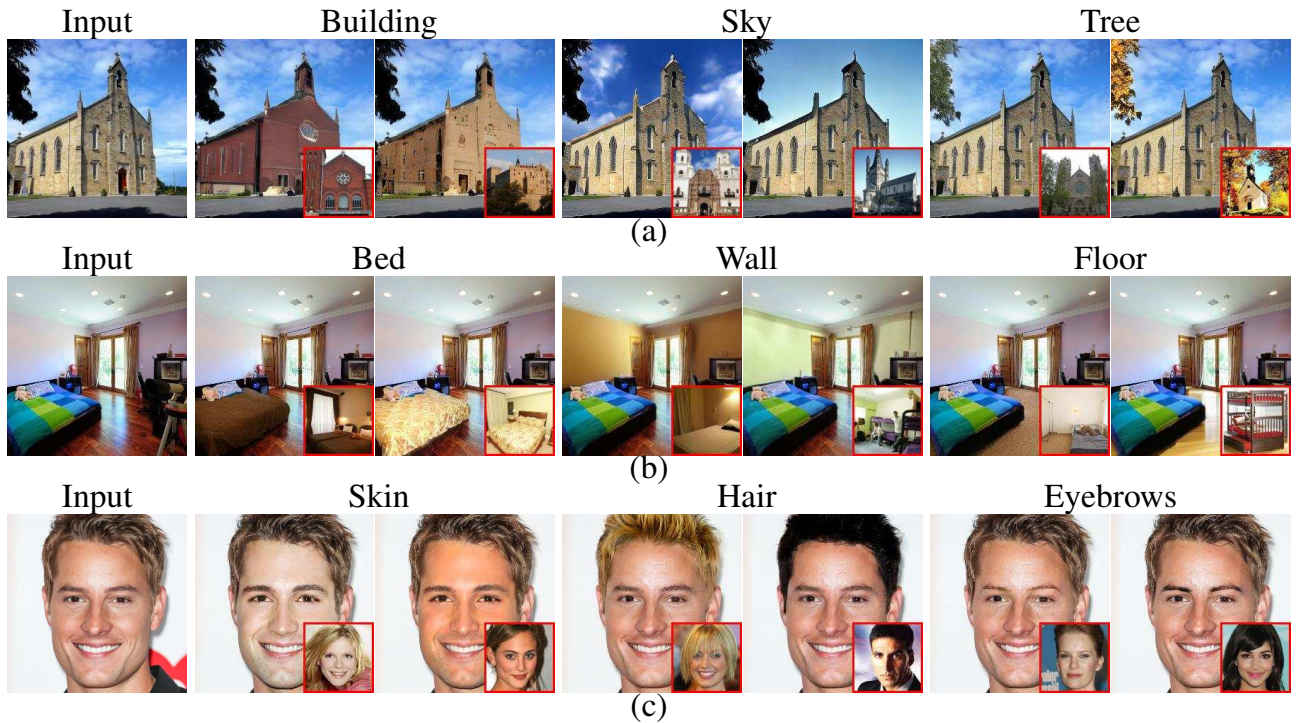 Input Building Sky Tree
(a)
Input Bed Wall Floor
(b)
Input Skin Hair Eyebrows
(c)